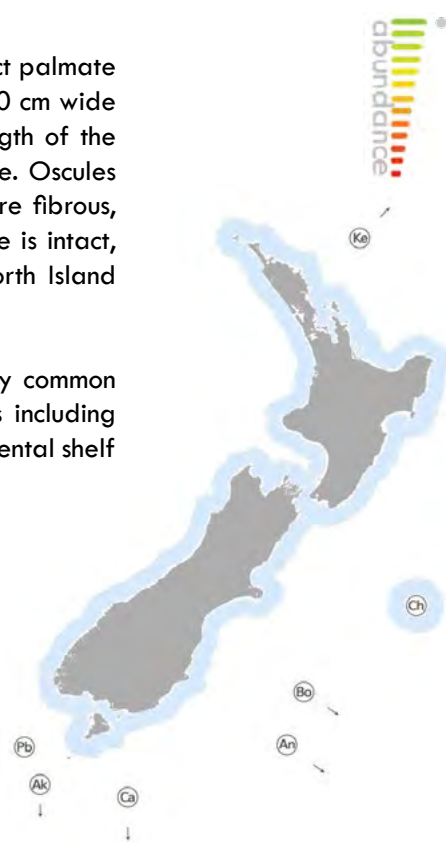 ct palmate
0 cm wide
gth of the
e. Oscules
re fibrous,
e is intact,
orth Island
y common
s including
ental shelf
abundance
Ke
Ch
Bo
An
Pb
Ak
Ca